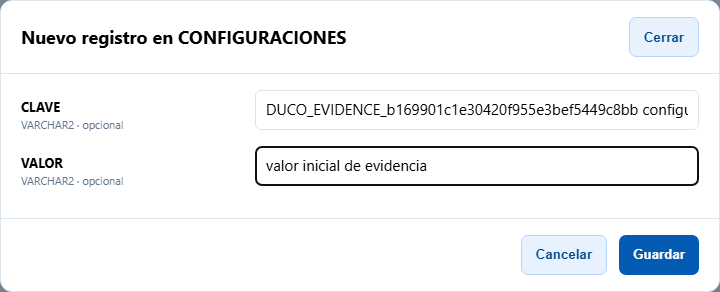 Nuevo registro en CONFIGURACIONES
Cerrar
CLAVE
VARCHAR2 · opcional
DUCO_EVIDENCE_b169901c1e30420f955e3bef5449c8bb configu
VALOR
VARCHAR2 · opcional
valor inicial de evidencia
Cancelar
Guardar